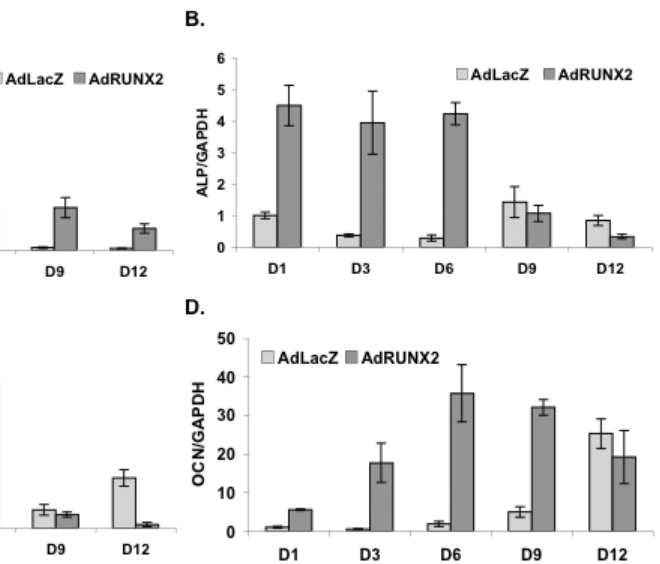 B.
AdLacZ AdRUNX2
D9 D12
6
5
4
3
2
1
0
ALP/GAPDH
AdLacZ AdRUNX2
D1 D3 D6 D9 D12
D9 D12
D.
50
40
30
20
10
0
OCN/GAPDH
AdLacZ AdRUNX2
D1 D3 D6 D9 D12